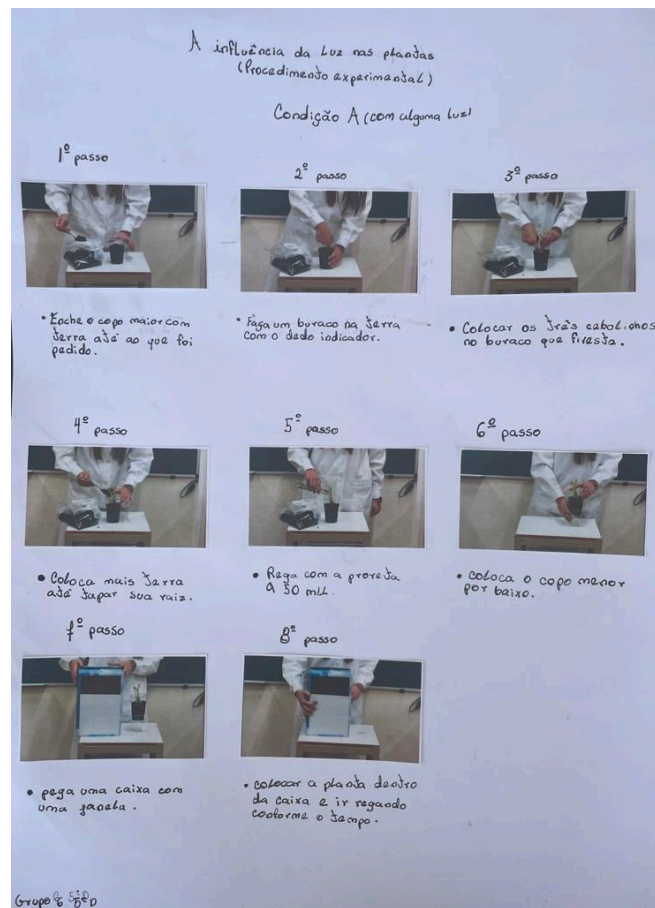 A influência da Luz nas plantas
(Procedimento experimental)
Condição A (com alguma luz)
1º passo
2º passo
3º passo
• Enche o copo maior com
terra até ao que foi
pedido.
• Faça um buraco na terra
com o dedo indicador.
• Colocar os três cebolinhos
no buraco que fizeste.
4º passo
5º passo
6º passo
• Coloca mais terra
até tapar sua raiz.
• Rega com a proveta
a 50 mLL.
• coloca o copo menor
por baixo.
7º passo
8º passo
• pega uma caixa com
uma janela.
• colocar a planta dentro
da caixa e ir regando
conforme o tempo.
Grupo 5ºD